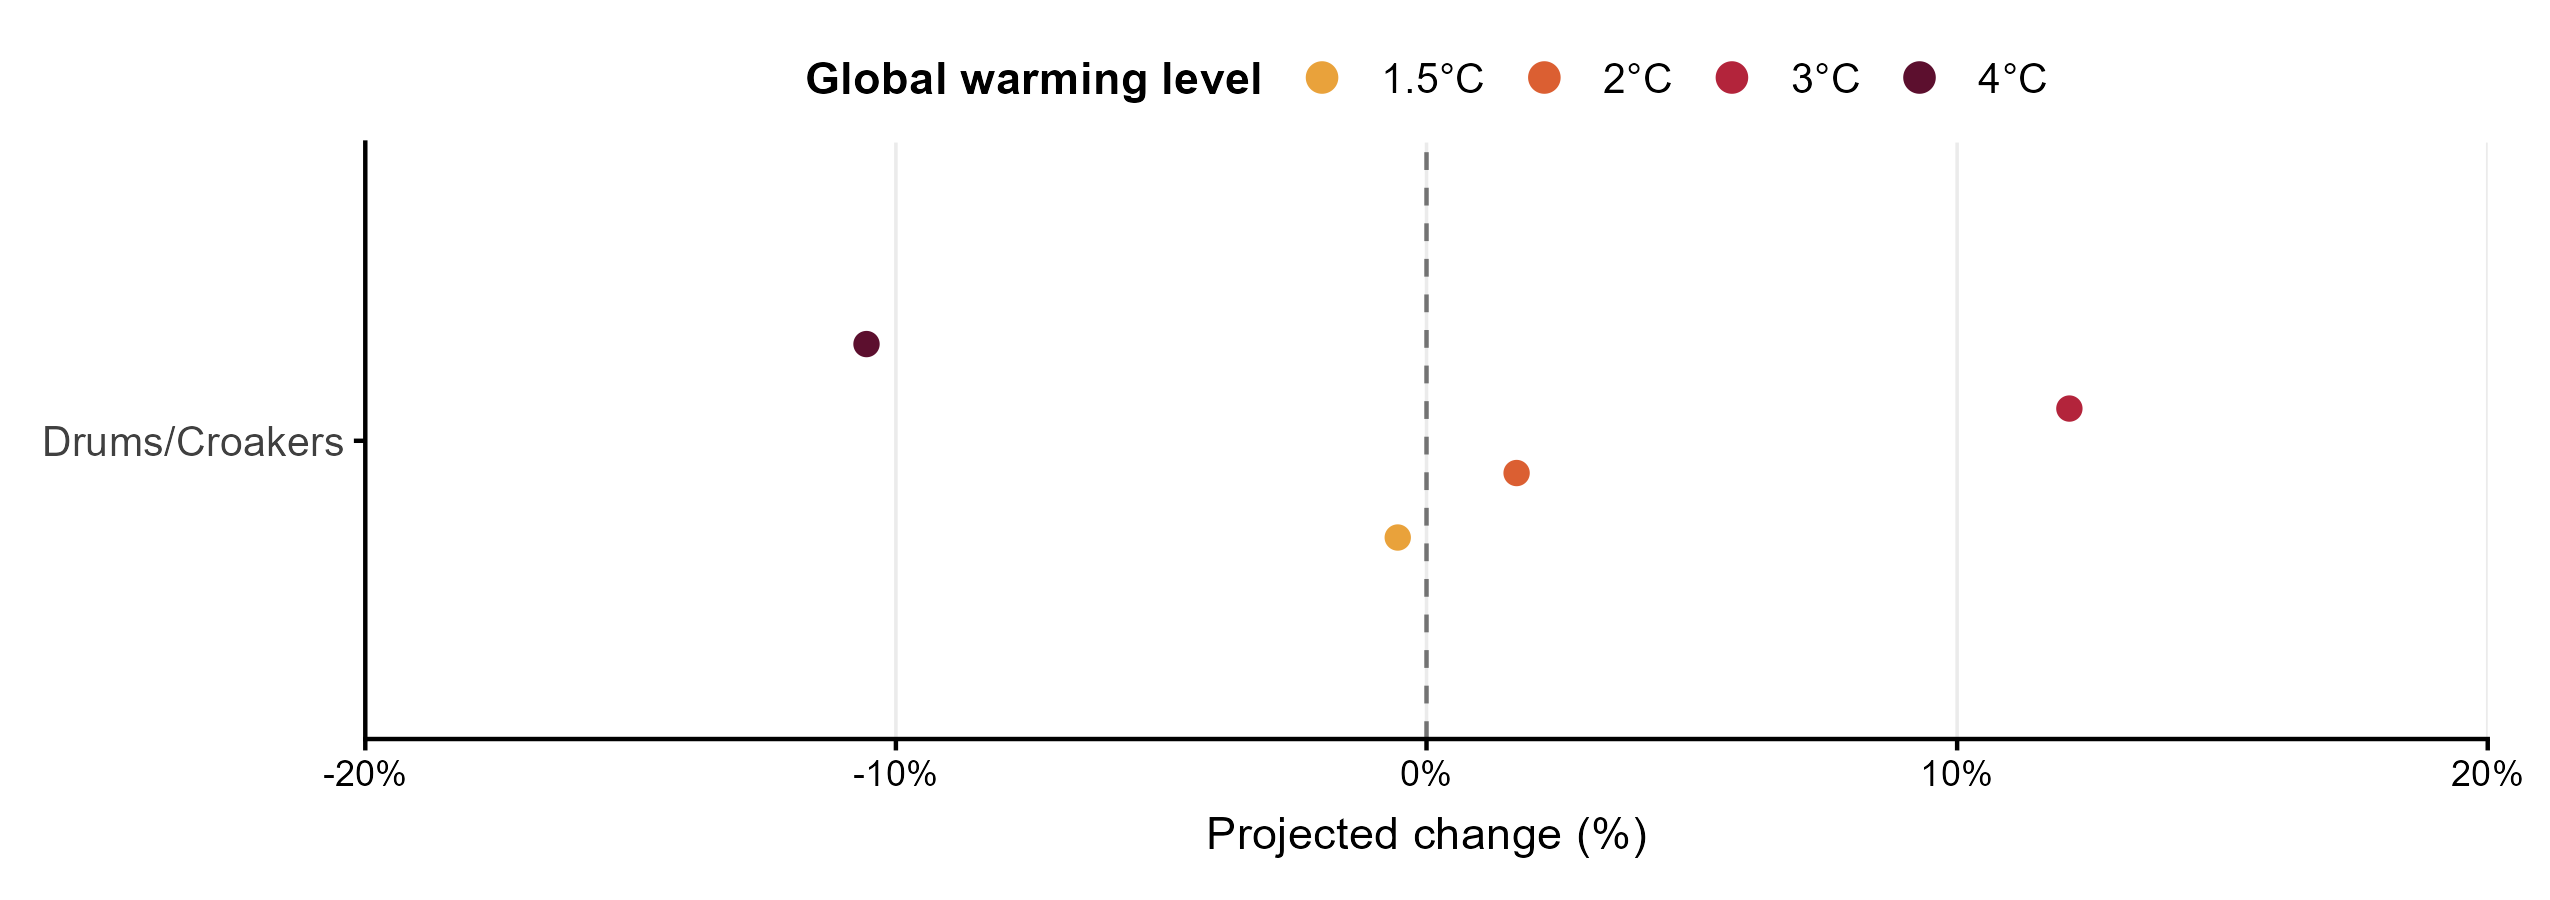 Global warming level 1.5°C 2°C 3°C 4°C
Drums/Croakers
-20% -10% 0% 10% 20%
Projected change (%)